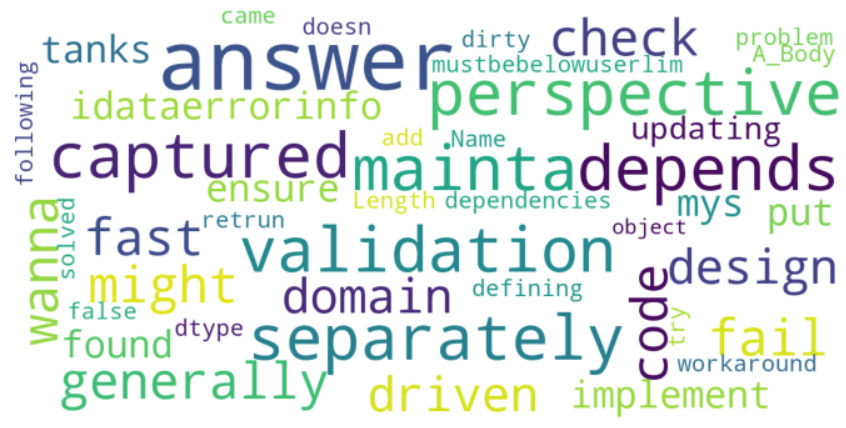 came
doesn
tanks
answer
dirty
check
problem
A_Body
mustbebelowuserlim
following
idataerrorinfo
perspective
add
Name
updating
captured
mainta
depends
ensure
Length
dependencies
mys
put
wanna
solved
fast
retrun
validation
object
might
domain
defining
code
design
false
dtype
found
separately
try
fail
workaround
generally
driven
implement